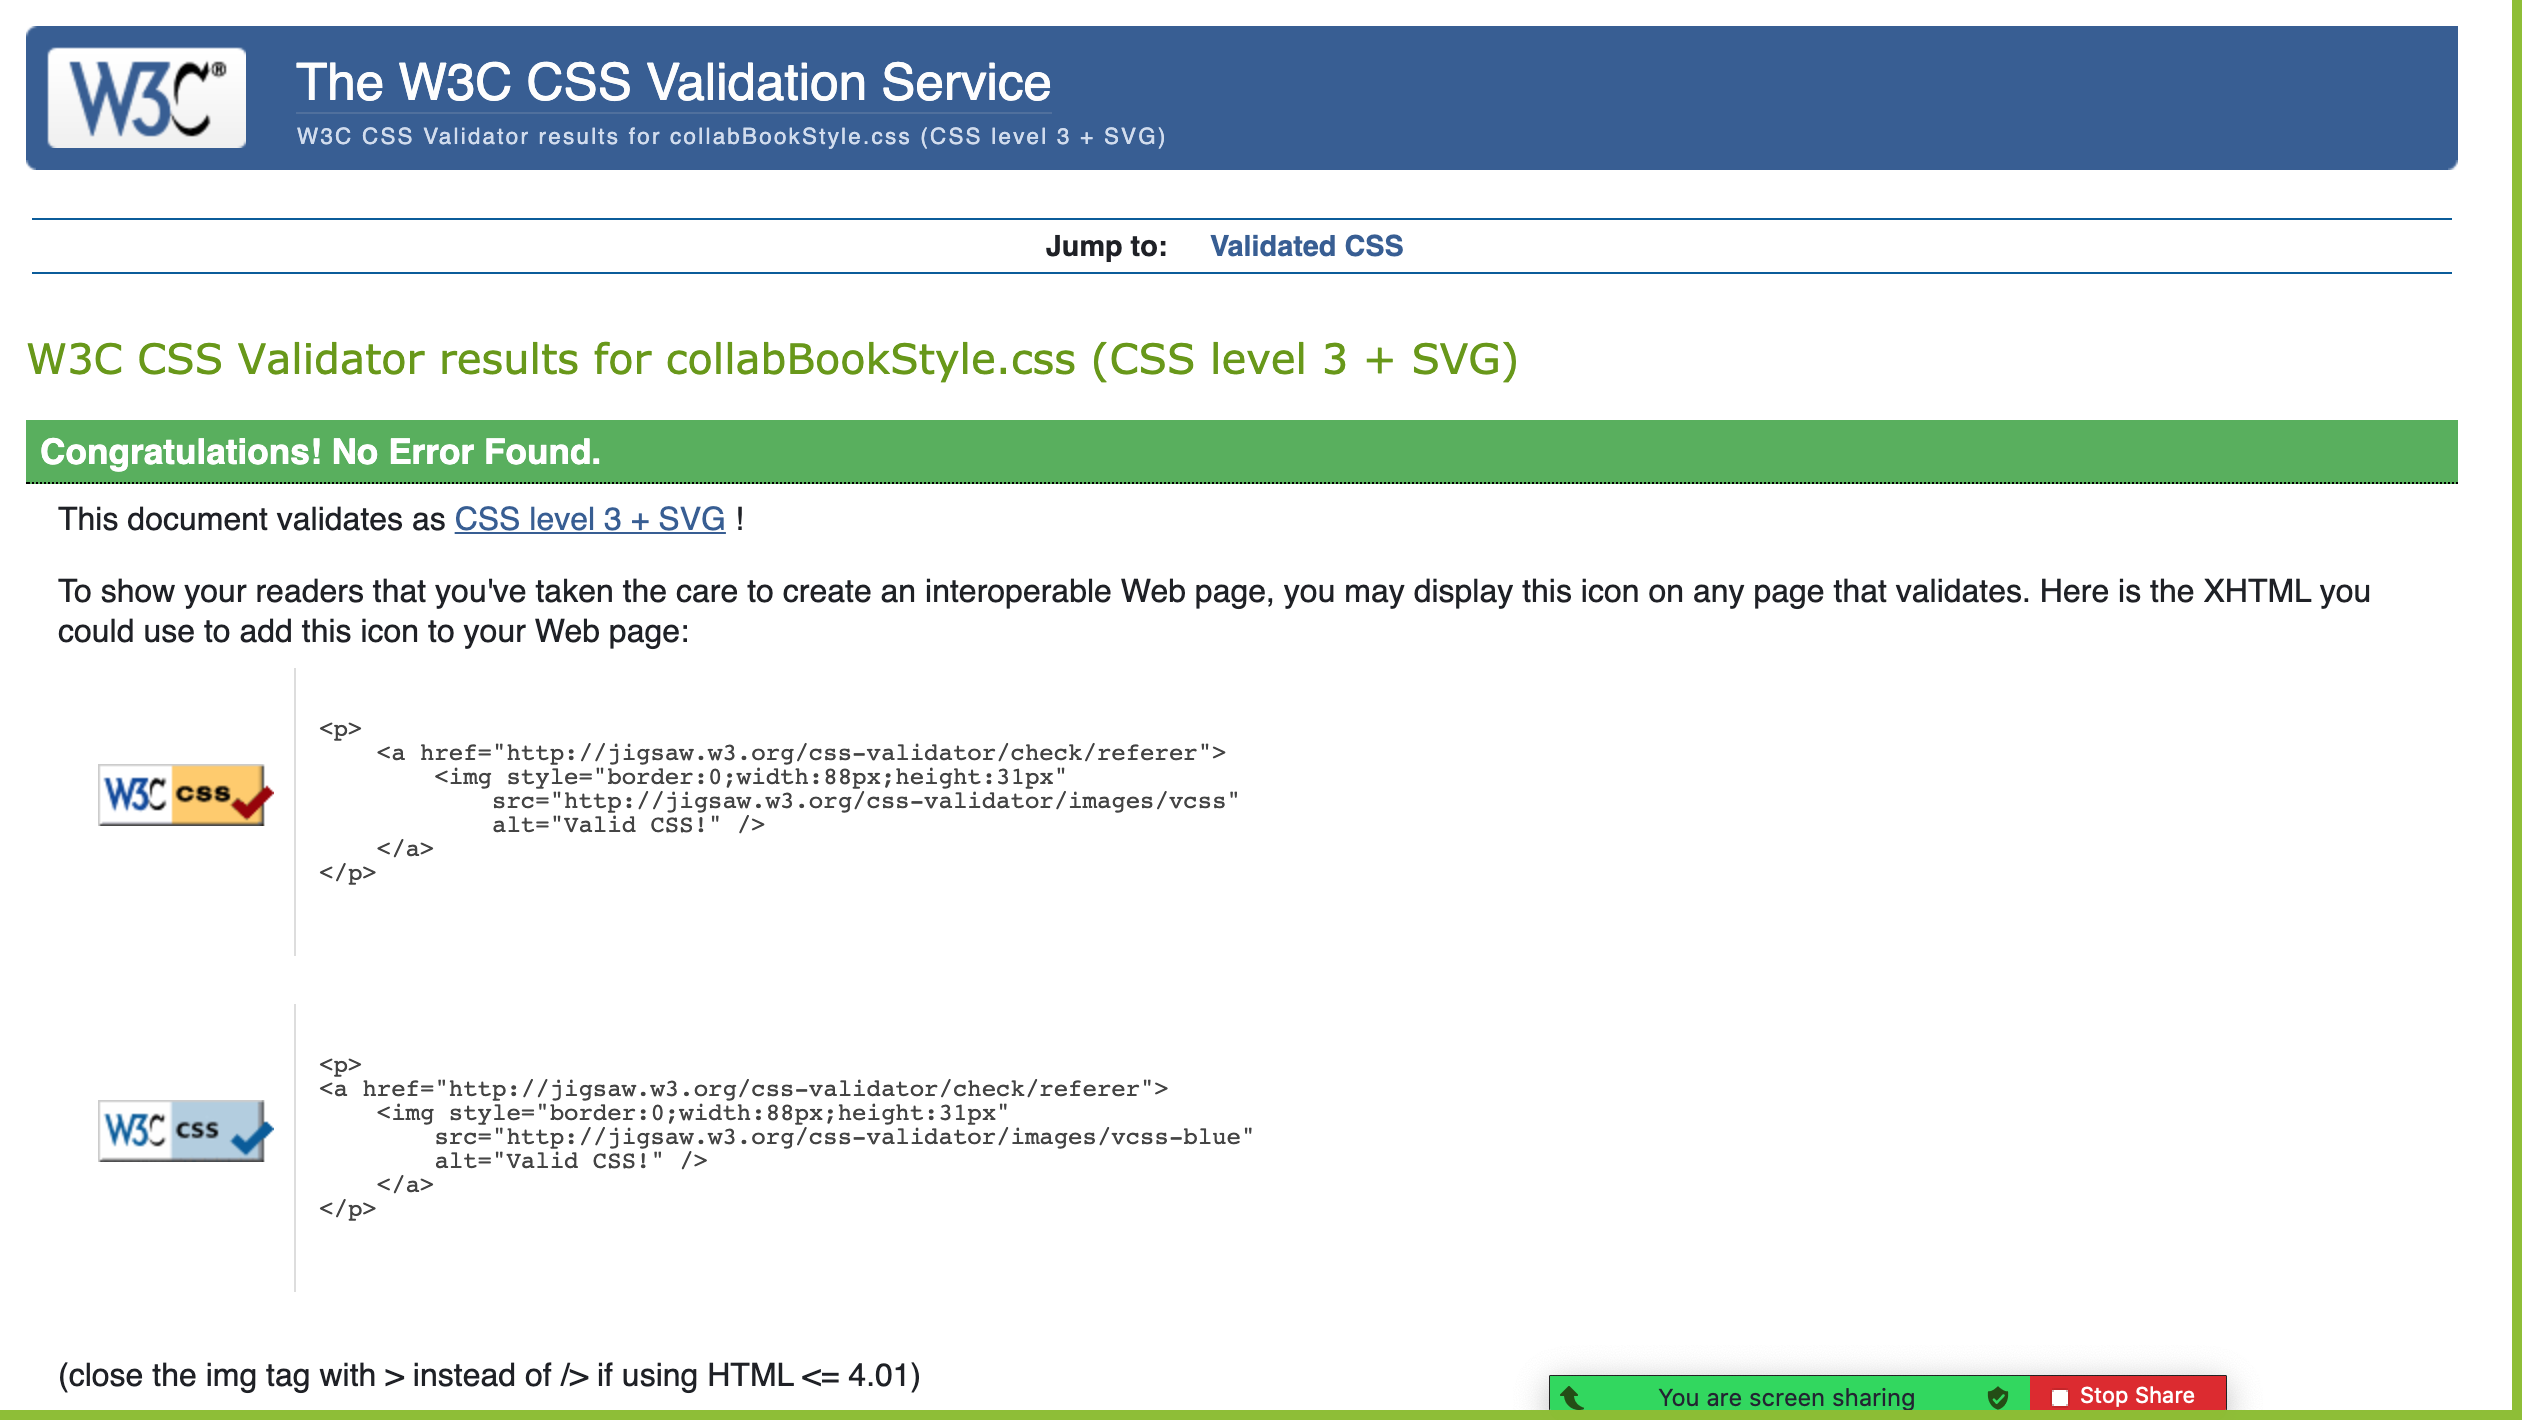 W3C®
The W3C CSS Validation Service
W3C CSS Validator results for collabBookStyle.css (CSS level 3 + SVG)
Jump to: Validated CSS
W3C CSS Validator results for collabBookStyle.css (CSS level 3 + SVG)
Congratulations! No Error Found.
This document validates as CSS level 3 + SVG !
To show your readers that you've taken the care to create an interoperable Web page, you may display this icon on any page that validates. Here is the XHTML you
could use to add this icon to your Web page:
W3C css
<p>
    <a href="http://jigsaw.w3.org/css-validator/check/referer">
        <img style="border:0;width:88px;height:31px"
            src="http://jigsaw.w3.org/css-validator/images/vcss"
            alt="Valid CSS!" />
    </a>
</p>
W3C css
<p>
<a href="http://jigsaw.w3.org/css-validator/check/referer">
    <img style="border:0;width:88px;height:31px"
        src="http://jigsaw.w3.org/css-validator/images/vcss-blue"
        alt="Valid CSS!" />
    </a>
</p>
(close the img tag with > instead of /> if using HTML <= 4.01)
You are screen sharing Stop Share